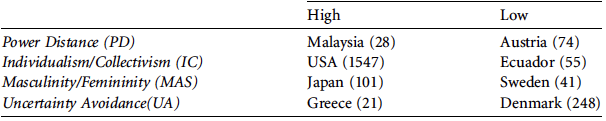 High Low
Power Distance (PD) Malaysia (28) Austria (74)
Individualism/Collectivism (IC) USA (1547) Ecuador (55)
Masculinity/Femininity (MAS) Japan (101) Sweden (41)
Uncertainty Avoidance(UA) Greece (21) Denmark (248)